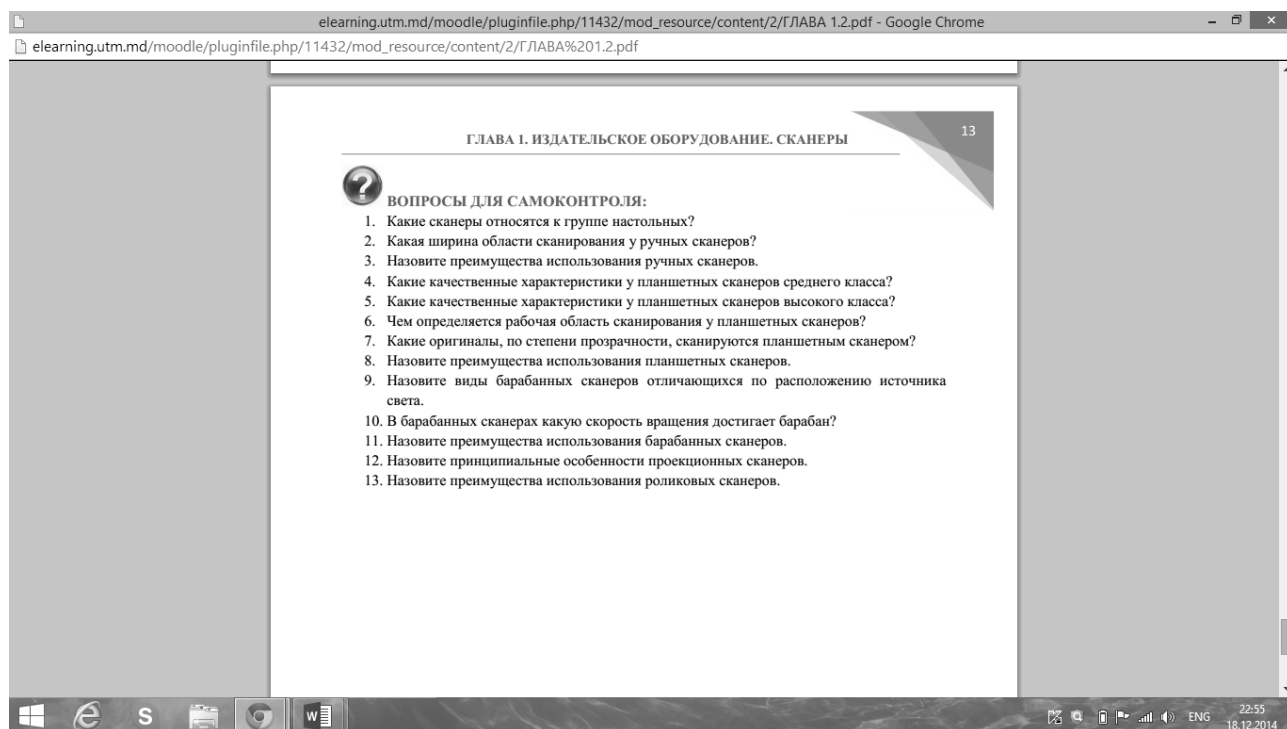 elearning.utm.md/moodle/pluginfile.php/11432/mod_resource/content/2/ГЛАВА 1.2.pdf - Google Chrome
elearning.utm.md/moodle/pluginfile.php/11432/mod_resource/content/2/ГЛАВА%201.2.pdf
ГЛАВА 1. ИЗДАТЕЛЬСКОЕ ОБОРУДОВАНИЕ. СКАНЕРЫ
13
ВОПРОСЫ ДЛЯ САМОКОНТРОЛЯ:
1. Какие сканеры относятся к группе настольных?
2. Какая ширина области сканирования у ручных сканеров?
3. Назовите преимущества использования ручных сканеров.
4. Какие качественные характеристики у планшетных сканеров среднего класса?
5. Какие качественные характеристики у планшетных сканеров высокого класса?
6. Чем определяется рабочая область сканирования у планшетных сканеров?
7. Какие оригиналы, по степени прозрачности, сканируются планшетным сканером?
8. Назовите преимущества использования планшетных сканеров.
9. Назовите виды барабанных сканеров отличающихся по расположению источника
света.
10. В барабанных сканерах какую скорость вращения достигает барабан?
11. Назовите преимущества использования барабанных сканеров.
12. Назовите принципиальные особенности проекционных сканеров.
13. Назовите преимущества использования роликовых сканеров.
ENG
22:55
18.12.2014